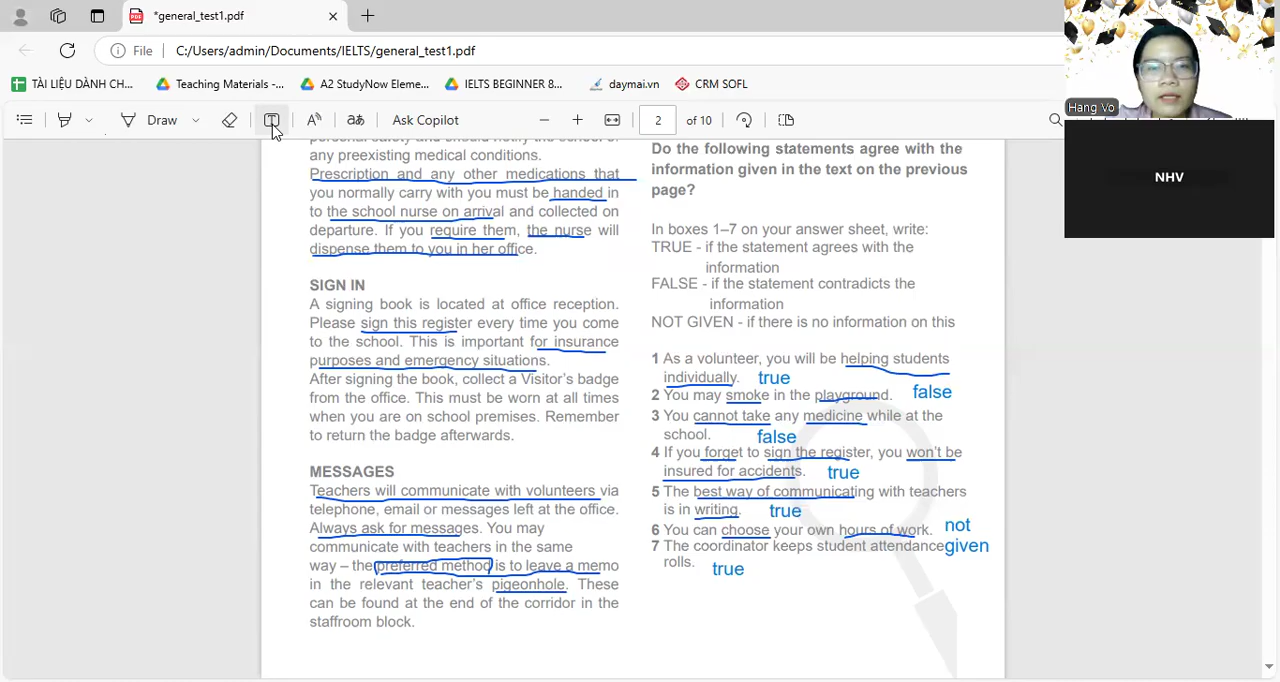 *general_test1.pdf
File C:/Users/admin/Documents/IELTS/general_test1.pdf
TÀI LIỆU DÀNH CH... Teaching Materials -... A2 StudyNow Eleme... IELTS BEGINNER 8... daymai.vn CRM SOFL
Draw aあ Ask Copilot 2 of 10
Hang Vo
NHV
personal safety and should notify the school of
any preexisting medical conditions.
Prescription and any other medications that
you normally carry with you must be handed in
to the school nurse on arrival and collected on
departure. If you require them, the nurse will
dispense them to you in her office.
SIGN IN
A signing book is located at office reception.
Please sign this register every time you come
to the school. This is important for insurance
purposes and emergency situations.
After signing the book, collect a Visitor's badge
from the office. This must be worn at all times
when you are on school premises. Remember
to return the badge afterwards.
MESSAGES
Teachers will communicate with volunteers via
telephone, email or messages left at the office.
Always ask for messages. You may
communicate with teachers in the same
way – the preferred method is to leave a memo
in the relevant teacher's pigeonhole. These
can be found at the end of the corridor in the
staffroom block.
Do the following statements agree with the
information given in the text on the previous
page?
In boxes 1–7 on your answer sheet, write:
TRUE - if the statement agrees with the
information
FALSE - if the statement contradicts the
information
NOT GIVEN - if there is no information on this
1 As a volunteer, you will be helping students
individually. true
2 You may smoke in the playground. false
3 You cannot take any medicine while at the
school. false
4 If you forget to sign the register, you won't be
insured for accidents. true
5 The best way of communicating with teachers
is in writing. true
6 You can choose your own hours of work. not
7 The coordinator keeps student attendance given
rolls. true